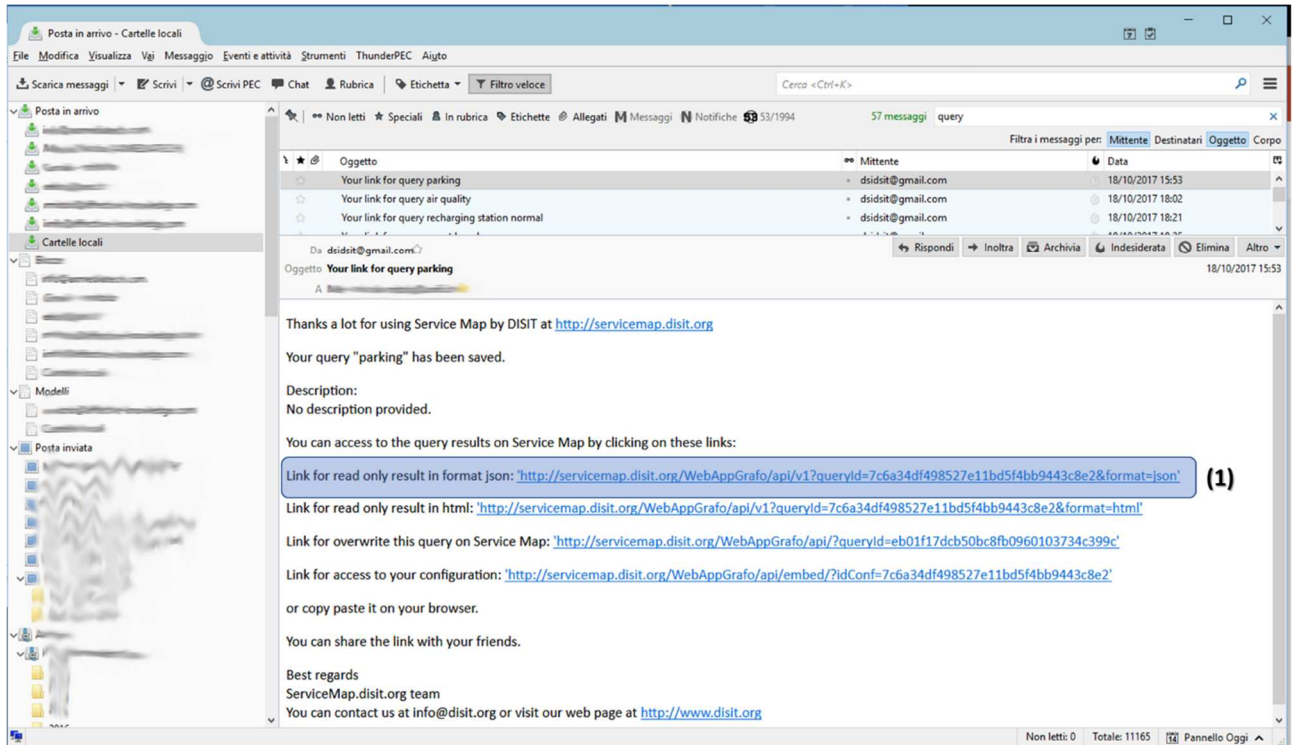 Posta in arrivo - Cartelle locali
File Modifica Visualizza Vai Messaggio Eventi e attività Strumenti ThunderPEC Aiuto
Scarica messaggi Scrivi Scrivi PEC Chat Rubrica Etichetta Filtro veloce Cerca <Ctrl+K>
Posta in arrivo
Non letti Speciali In rubrica Etichette Allegati Messaggi Notifiche 53/1994 57 messaggi query
Filtra i messaggi per: Mittente Destinatari Oggetto Corpo
Oggetto Mittente Data
Your link for query parking dsidsit@gmail.com 18/10/2017 15:53
Your link for query air quality dsidsit@gmail.com 18/10/2017 18:02
Your link for query recharging station normal dsidsit@gmail.com 18/10/2017 18:21
Cartelle locali
Modelli
Posta inviata
Da dsidsit@gmail.com Rispondi Inoltra Archivia Indesiderata Elimina Altro
Oggetto Your link for query parking 18/10/2017 15:53
A
Thanks a lot for using Service Map by DISIT at http://servicemap.disit.org
Your query "parking" has been saved.
Description:
No description provided.
You can access to the query results on Service Map by clicking on these links:
Link for read only result in format json: 'http://servicemap.disit.org/WebAppGrafo/api/v1?queryId=7c6a34df498527e11bd5f4bb9443c8e2&format=json' (1)
Link for read only result in html: 'http://servicemap.disit.org/WebAppGrafo/api/v1?queryId=7c6a34df498527e11bd5f4bb9443c8e2&format=html'
Link for overwrite this query on Service Map: 'http://servicemap.disit.org/WebAppGrafo/api/?queryId=eb01f17dcb50bc8fb0960103734c399c'
Link for access to your configuration: 'http://servicemap.disit.org/WebAppGrafo/api/embed/?idConf=7c6a34df498527e11bd5f4bb9443c8e2'
or copy paste it on your browser.
You can share the link with your friends.
Best regards
ServiceMap.disit.org team
You can contact us at info@disit.org or visit our web page at http://www.disit.org
Non letti: 0 Totale: 11165 14 Pannello Oggi